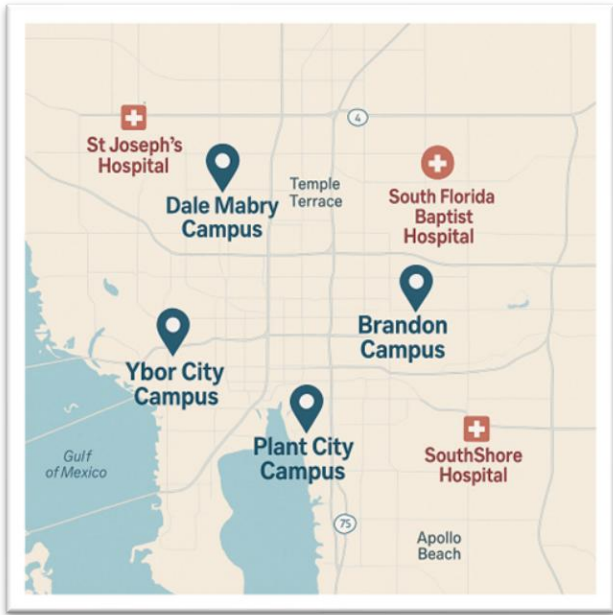 4
St Joseph's
Hospital
Dale Mabry
Campus
Temple
Terrace
South Florida
Baptist
Hospital
Brandon
Campus
Ybor City
Campus
Plant City
Campus
SouthShore
Hospital
Gulf
of Mexico
75
Apollo
Beach